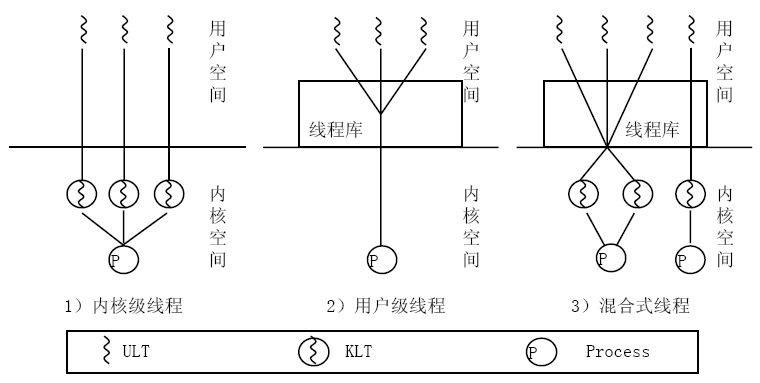 用户空间
用户空间
用户空间
线程库
线程库
内核空间
内核空间
内核空间
P
P
P
P
1）内核级线程
2）用户级线程
3）混合式线程
ULT
KLT
P
Process